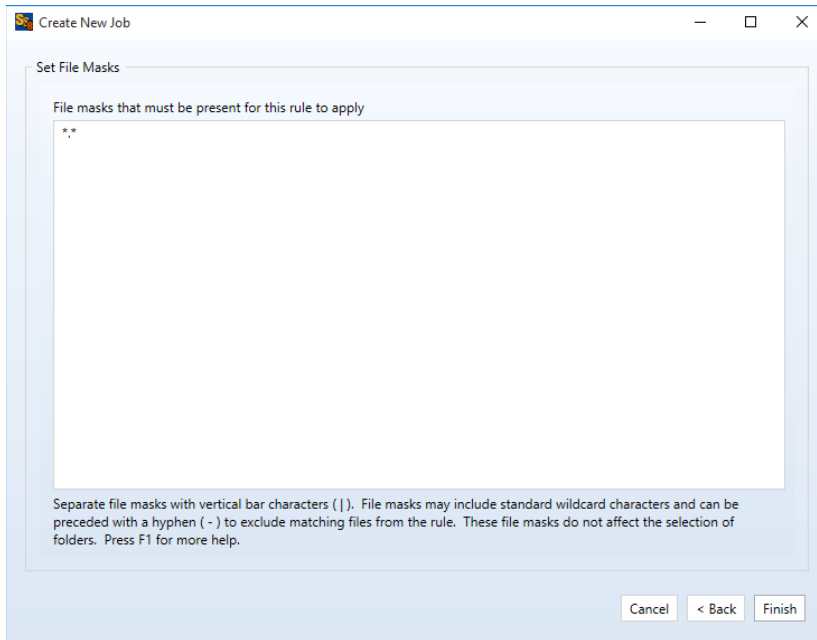 Create New Job
Set File Masks
File masks that must be present for this rule to apply
*.*
Separate file masks with vertical bar characters ( | ).  File masks may include standard wildcard characters and can be
preceded with a hyphen ( - ) to exclude matching files from the rule.  These file masks do not affect the selection of
folders.  Press F1 for more help.
Cancel
< Back
Finish